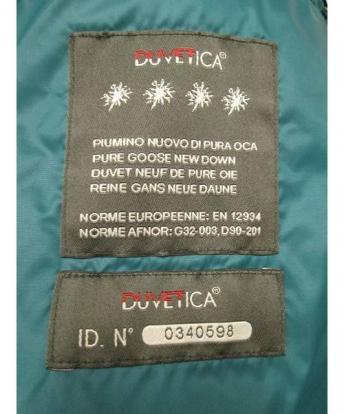 DUVETICA®
PIUMINO NUOVO DI PURA OCA
PURE GOOSE NEW DOWN
DUVET NEUF DE PURE OIE
REINE GANS NEUE DAUNE
NORME EUROPEENNE: EN 12934
NORME AFNOR: G32-003, D90-201
DUVETICA®
ID. N° 0340598